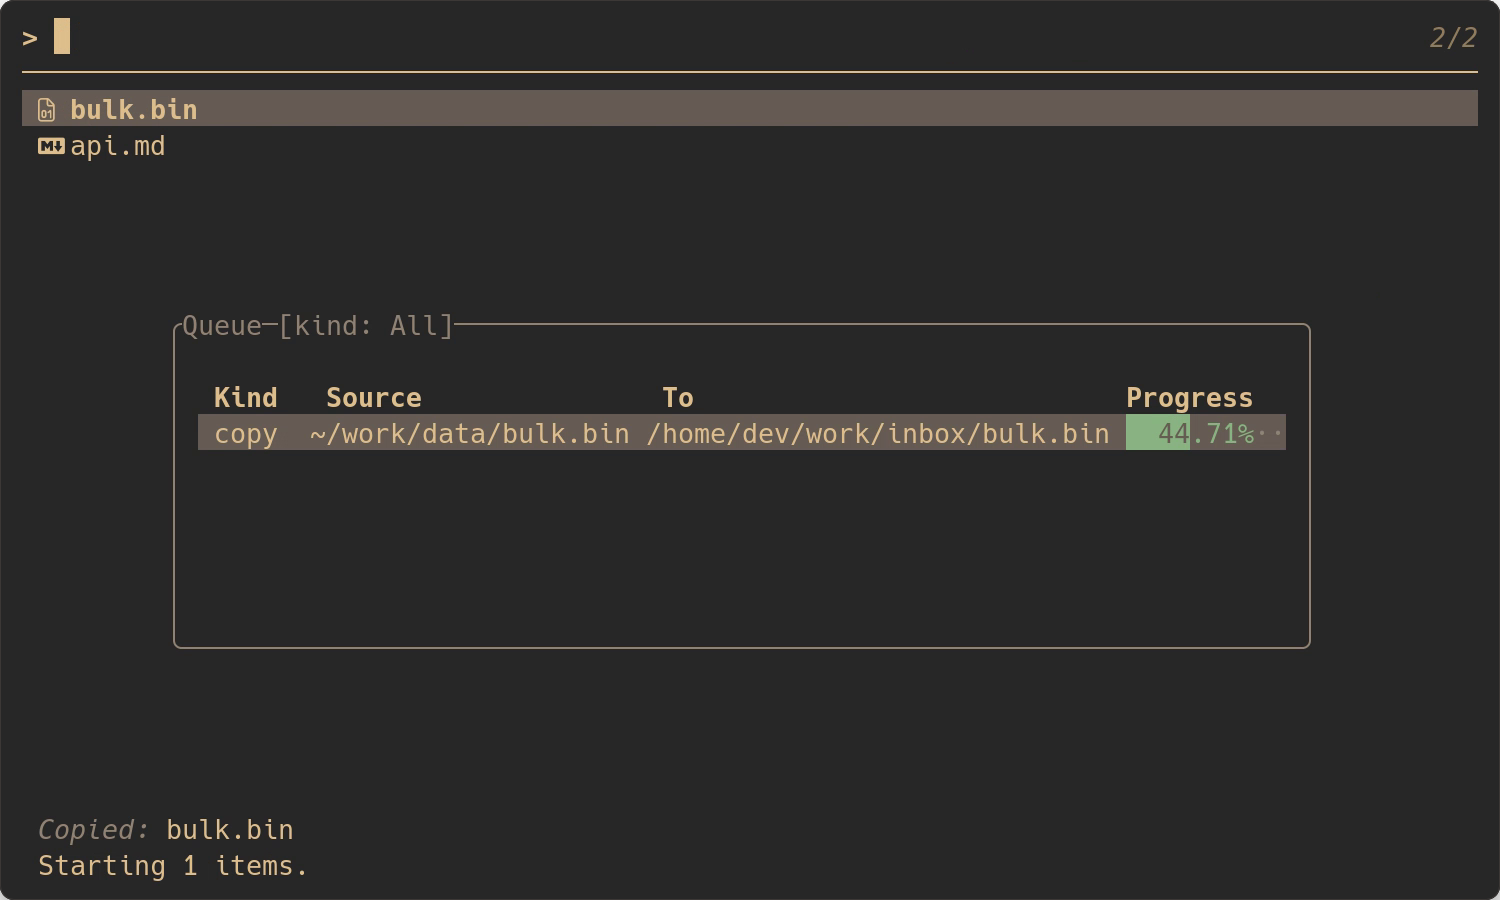 > 2/2
bulk.bin
api.md
Queue─[kind: All]
Kind Source To Progress
copy ~/work/data/bulk.bin /home/dev/work/inbox/bulk.bin 44.71%··
Copied: bulk.bin
Starting 1 items.